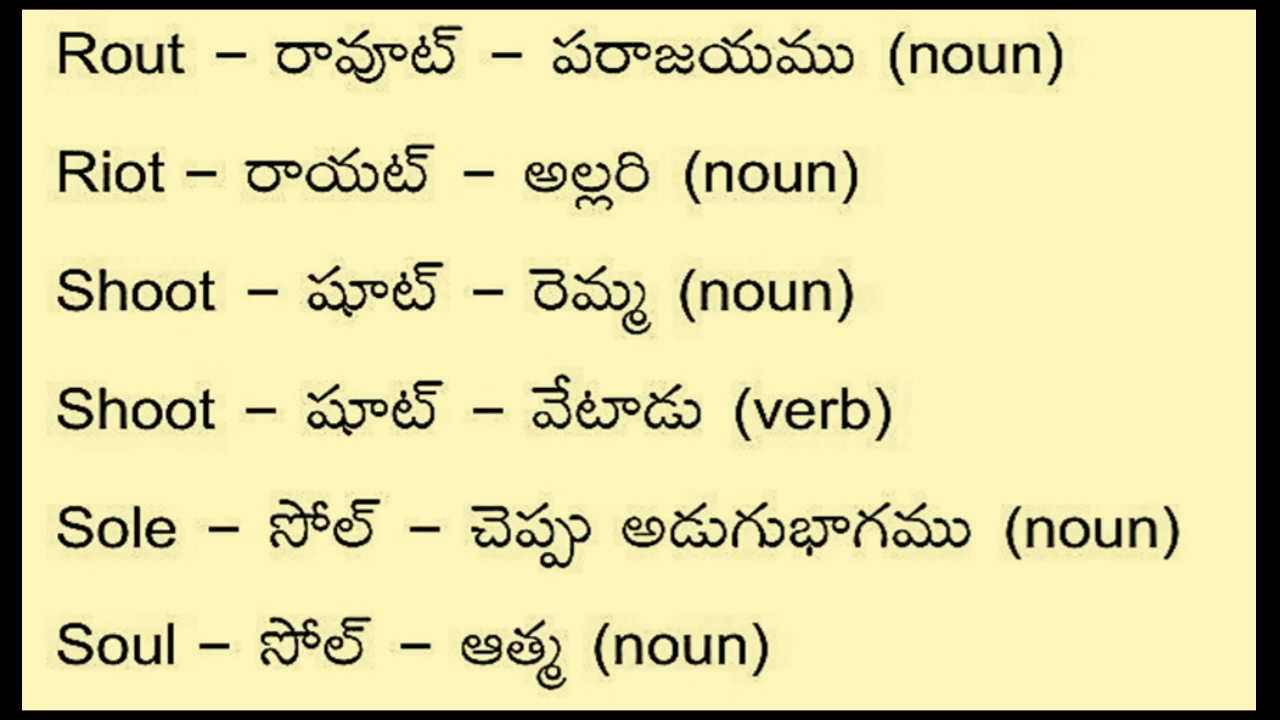 Rout – రావూట్ – పరాజయము (noun)
Riot – రాయట్ – అల్లరి (noun)
Shoot – షూట్ – రెమ్మ (noun)
Shoot – షూట్ – వేటాడు (verb)
Sole – సోల్ – చెప్పు అడుగుభాగము (noun)
Soul – సోల్ – ఆత్మ (noun)